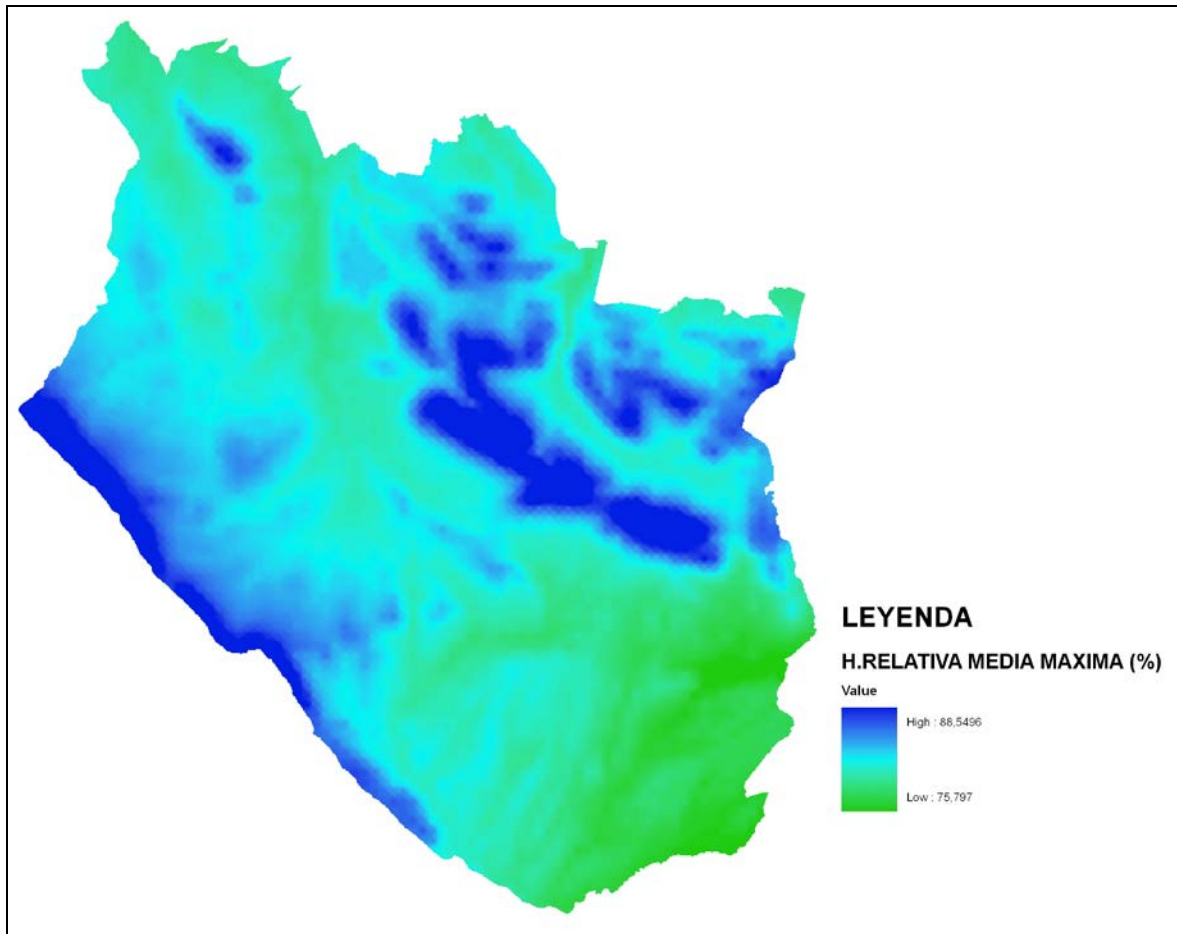 LEYENDA
H.RELATIVA MEDIA MAXIMA (%)
Value
High : 88,5496
Low : 75,797